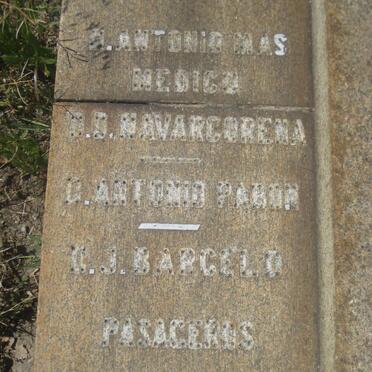 D. ANTONIO MAS
MEDICO
D. D. NAVARCORENA
D. ANTONIO PABON
D. J. BARCELO
PASAGEROS